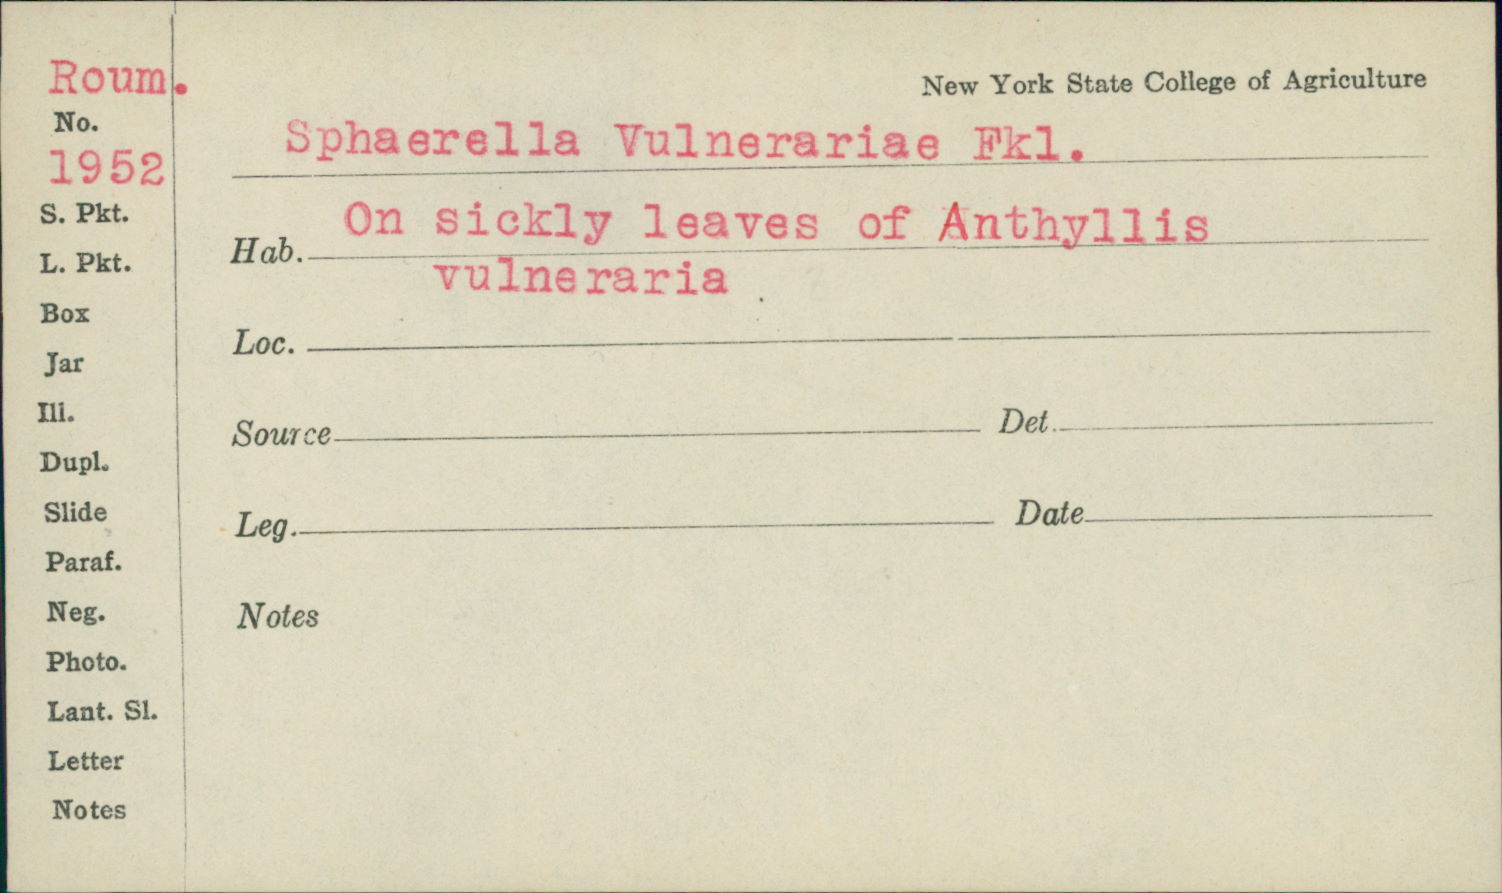 Roum.
New York State College of Agriculture
No.
1952
Sphaerella Vulnerariae Fkl.
S. Pkt.
Hab. On sickly leaves of Anthyllis
vulneraria
L. Pkt.
Box
Loc.
Jar
Ill.
Source Det.
Dupl.
Slide
Leg. Date
Paraf.
Neg.
Notes
Photo.
Lant. Sl.
Letter
Notes